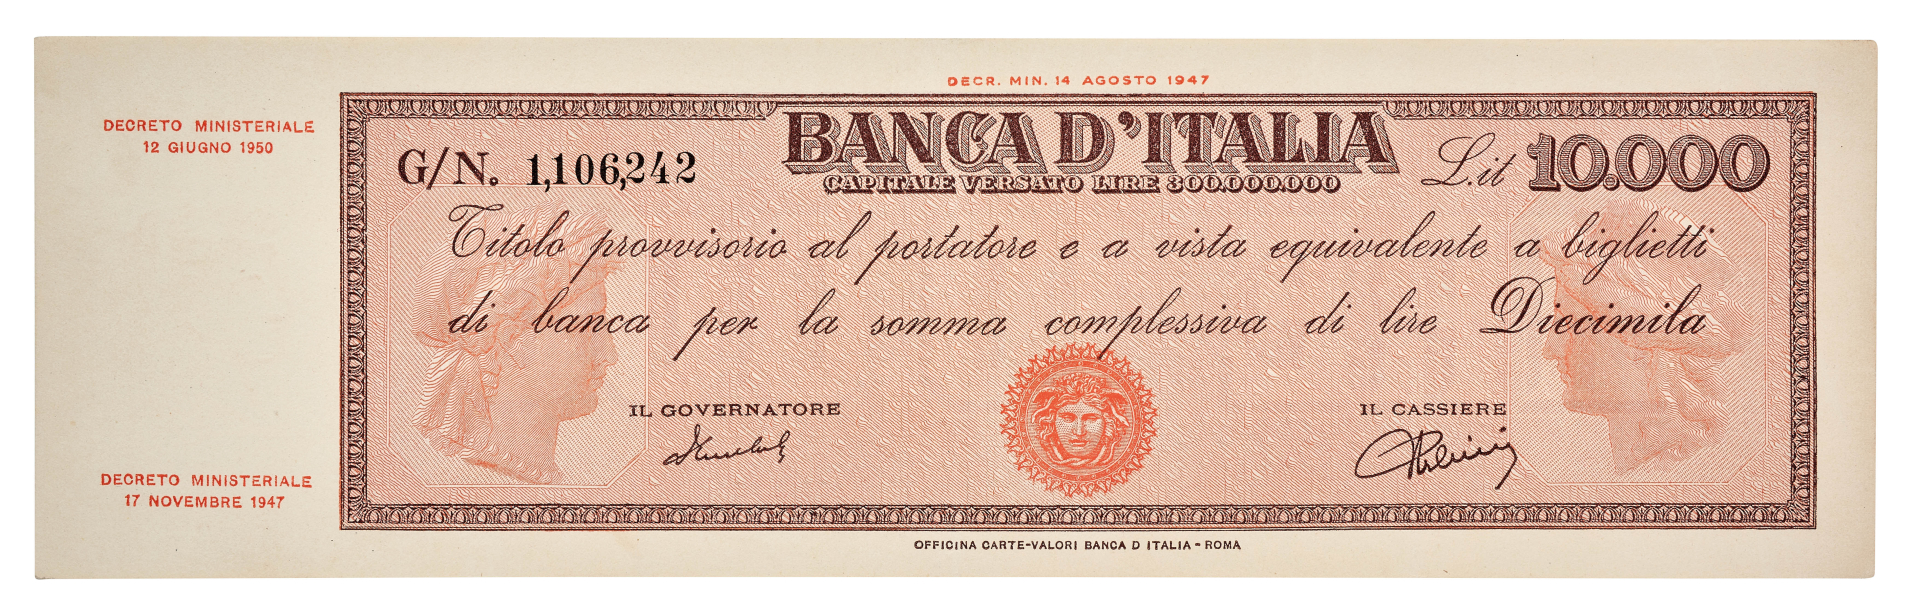 DECR. MIN. 14 AGOSTO 1947
DECRETO MINISTERIALE
12 GIUGNO 1950
BANCA D'ITALIA
G/N. 1,106,242
L.it 10.000
CAPITALE VERSATO LIRE 300.000.000
Titolo provvisorio al portatore e a vista equivalente a biglietti
di banca per la somma complessiva di lire Diecimila
IL GOVERNATORE
IL CASSIERE
DECRETO MINISTERIALE
17 NOVEMBRE 1947
OFFICINA CARTE-VALORI BANCA D ITALIA - ROMA